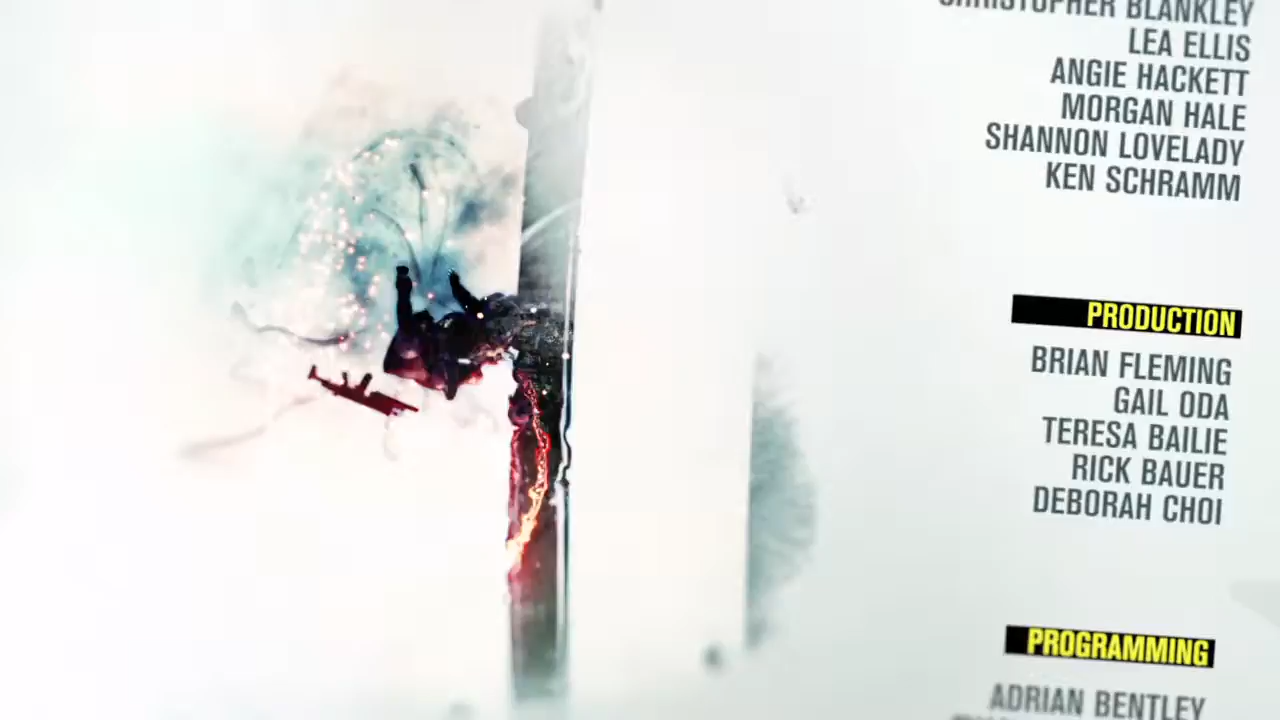 CHRISTOPHER BLANKLEY
LEA ELLIS
ANGIE HACKETT
MORGAN HALE
SHANNON LOVELADY
KEN SCHRAMM
PRODUCTION
BRIAN FLEMING
GAIL ODA
TERESA BAILIE
RICK BAUER
DEBORAH CHOI
PROGRAMMING
ADRIAN BENTLEY